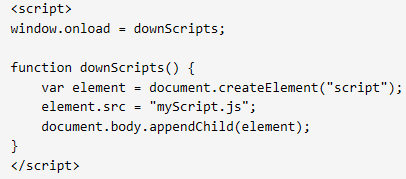 <script>
window.onload = downScripts;

function downScripts() {
    var element = document.createElement("script");
    element.src = "myScript.js";
    document.body.appendChild(element);
}
</script>